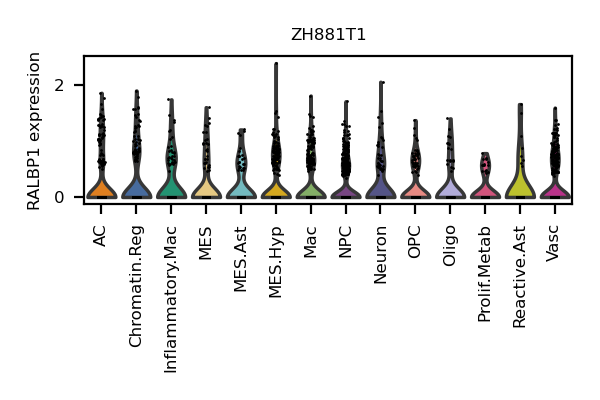 ZH881T1
RALBP1 expression
2
0
AC
Chromatin.Reg
Inflammatory.Mac
MES
MES.Ast
MES.Hyp
Mac
NPC
Neuron
OPC
Oligo
Prolif.Metab
Reactive.Ast
Vasc